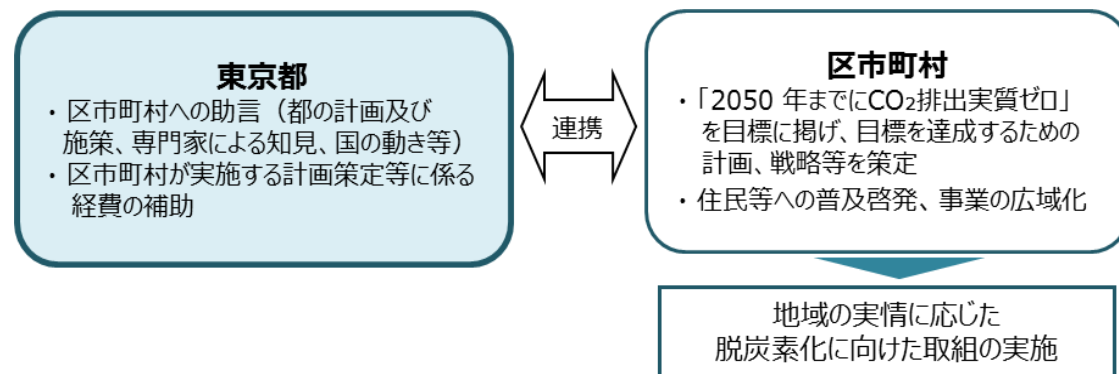 東京都
・区市町村への助言（都の計画及び
施策、専門家による知見、国の動き等）
・区市町村が実施する計画策定等に係る
経費の補助
連携
区市町村
・「2050 年までにCO₂排出実質ゼロ」
を目標に掲げ、目標を達成するための
計画、戦略等を策定
・住民等への普及啓発、事業の広域化
地域の実情に応じた
脱炭素化に向けた取組の実施